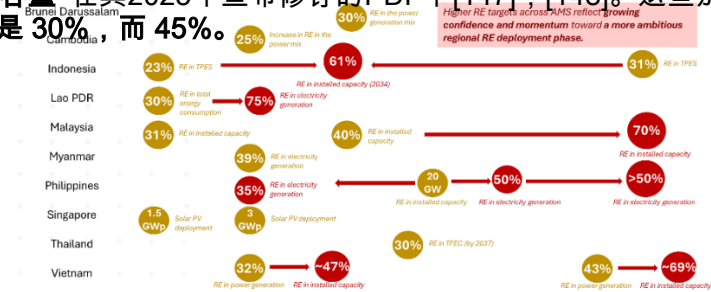 是 30%，而 45%。
Brunei Darussalam
30%
RE in the power
generation mix
Higher RE targets across AMS reflect growing
confidence and momentum toward a more ambitious
regional RE deployment phase.
Cambodia
25%
Increase in RE in the
power mix
Indonesia
23%
RE in TPES
61%
RE in installed capacity (2034)
31%
RE in TPES
Lao PDR
30%
RE in total
energy
consumption
75%
RE in electricity
generation
Malaysia
31%
RE in installed capacity
40%
RE in installed
capacity
70%
RE in installed capacity
Myanmar
39%
RE in electricity
generation
Philippines
35%
RE in electricity
generation
20
GW
RE in installed capacity
50%
RE in electricity generation
>50%
RE in electricity generation
Singapore
1.5
GWp
Solar PV
deployment
3
GWp
Solar PV deployment
Thailand
30%
RE in TFEC (by 2037)
Vietnam
32%
RE in power generation
~47%
RE in installed capacity
43%
RE in power generation
~69%
RE in installed capacity